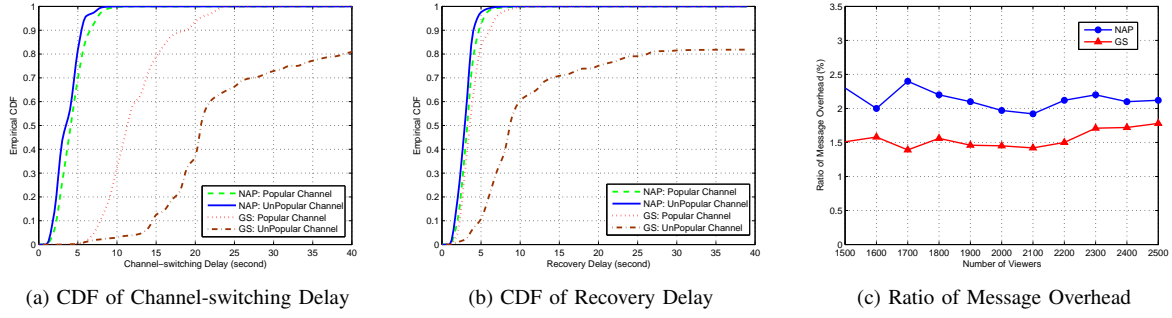 1
0.9
0.8
0.7
0.6
0.5
0.4
0.3
0.2
0.1
0
Empirical CDF
0 5 10 15 20 25 30 35 40
Channel−switching Delay (second)
NAP: Popular Channel
NAP: UnPopular Channel
GS: Popular Channel
GS: UnPopular Channel
(a) CDF of Channel-switching Delay
1
0.9
0.8
0.7
0.6
0.5
0.4
0.3
0.2
0.1
0
Empirical CDF
0 5 10 15 20 25 30 35 40
Recovery Delay (second)
NAP: Popular Channel
NAP: UnPopular Channel
GS: Popular Channel
GS: UnPopular Channel
(b) CDF of Recovery Delay
3.5
3
2.5
2
1.5
1
0.5
0
Ratio of Message Overhead (%)
1500 1600 1700 1800 1900 2000 2100 2200 2300 2400 2500
Number of Viewers
NAP
GS
(c) Ratio of Message Overhead